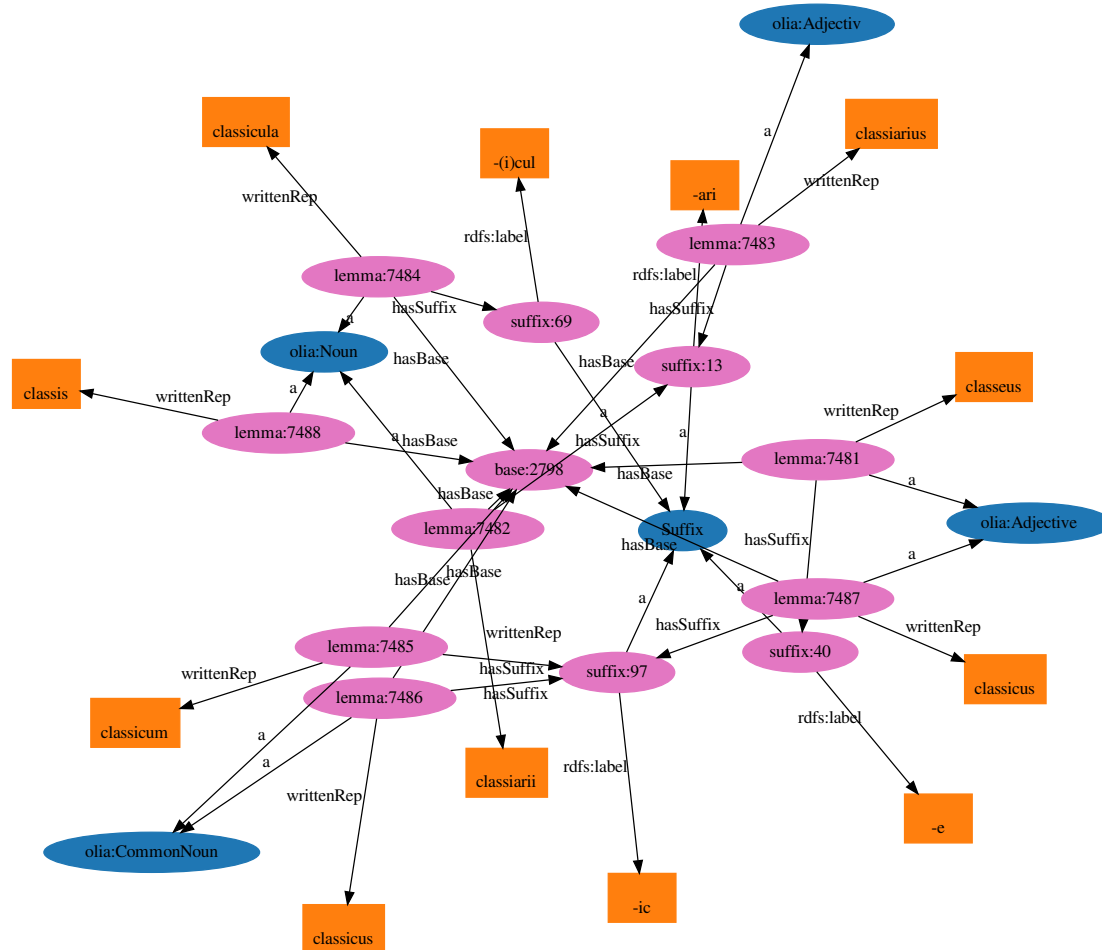 olia:Adjectiv
classicula
classiarius
-(i)cul
a
-ari
writtenRep
writtenRep
rdfs:label
lemma:7483
lemma:7484
rdfs:label
hasSuffix
hasSuffix
a
suffix:69
olia:Noun
hasBase
hasBase
suffix:13
classis
writtenRep
a
classeus
a
writtenRep
lemma:7488
a
hasBase
hasSuffix
a
base:2798
lemma:7481
hasBase
a
hasBase
lemma:7482
Suffix
olia:Adjective
hasBase
hasSuffix
a
hasBase
hasBase
a
lemma:7487
a
hasSuffix
writtenRep
writtenRep
lemma:7485
suffix:40
hasSuffix
suffix:97
writtenRep
lemma:7486
hasSuffix
classicus
classicum
rdfs:label
a
a
rdfs:label
classiarii
writtenRep
-e
olia:CommonNoun
-ic
classicus